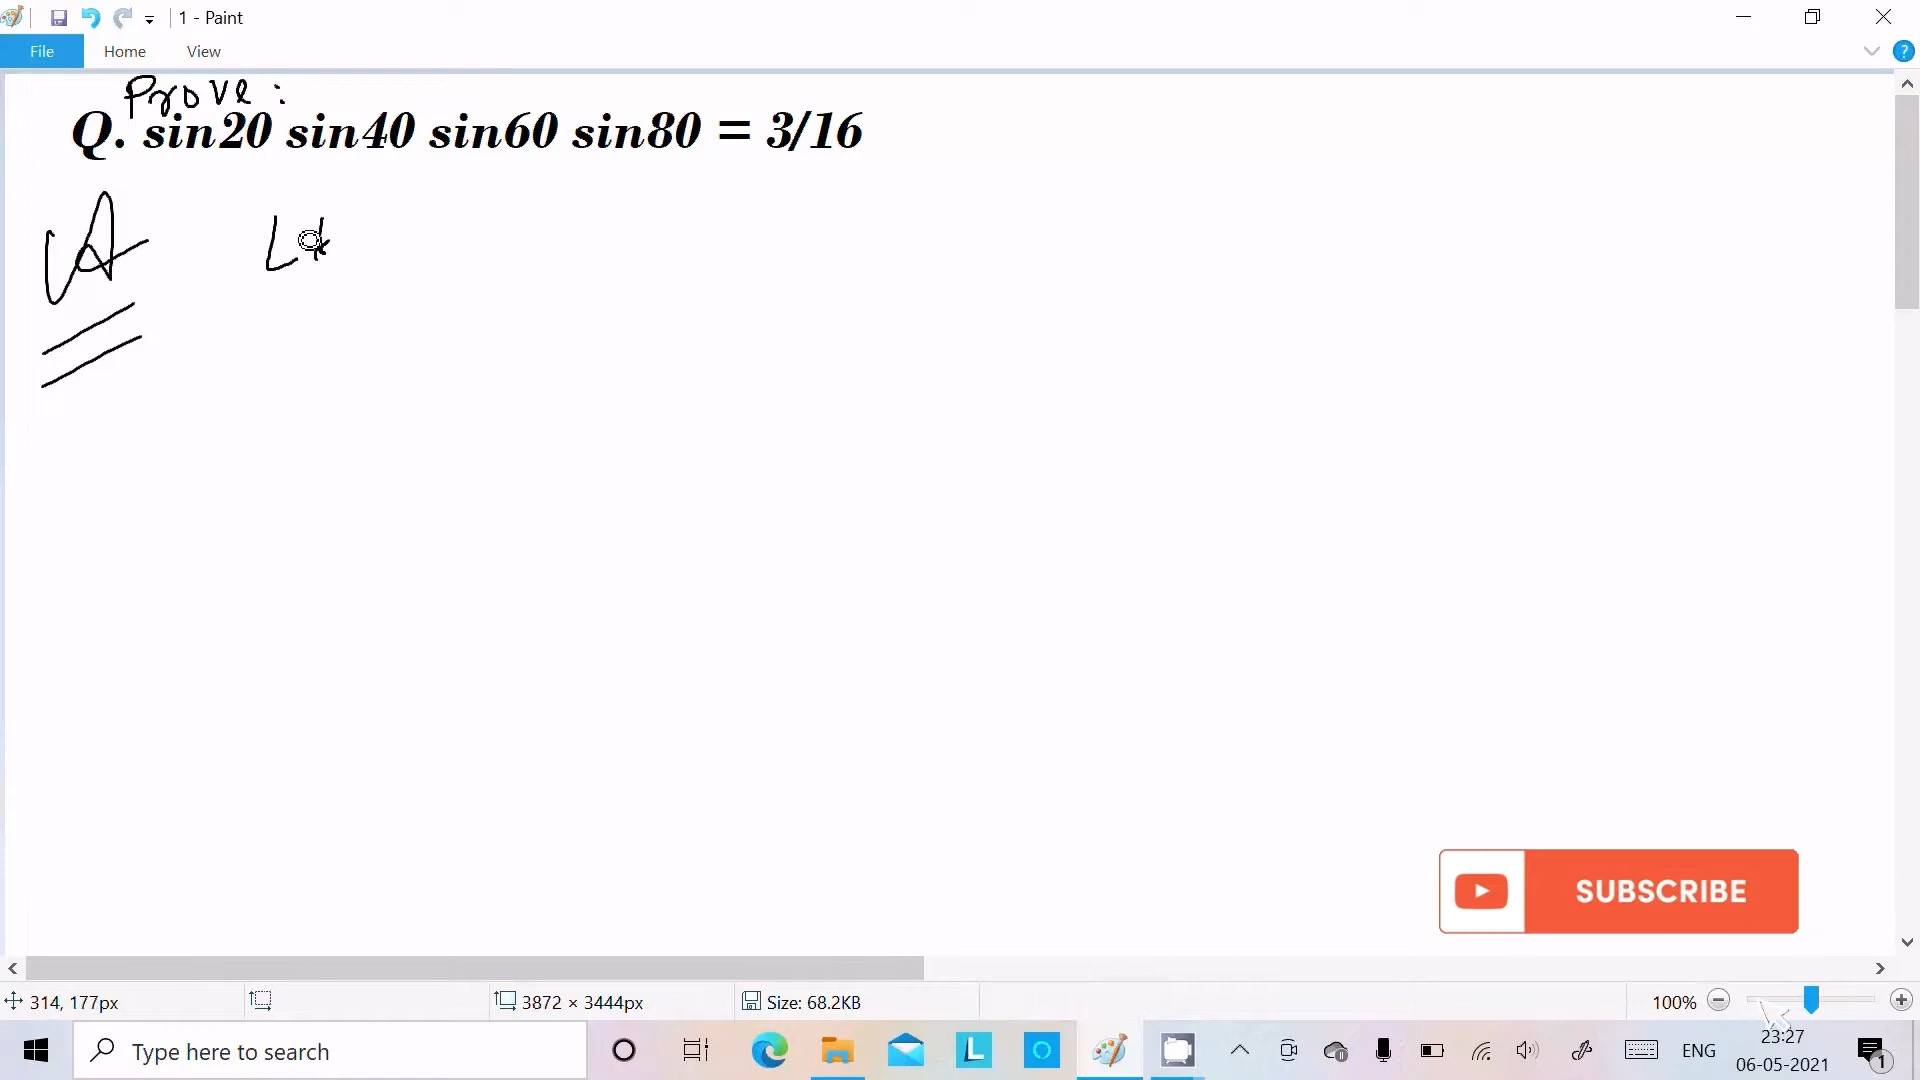 1 - Paint
File Home View
Prove:
Q. sin20 sin40 sin60 sin80 = 3/16
A
SUBSCRIBE
314, 177px 3872 × 3444px Size: 68.2KB 100%
Type here to search L ENG 23:27
06-05-2021 1